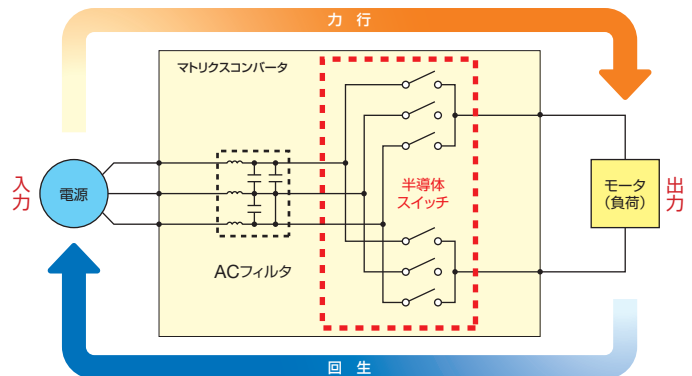 力 行
マトリクスコンバータ
入力
電源
半導体
スイッチ
モータ
(負荷)
出力
ACフィルタ
回 生